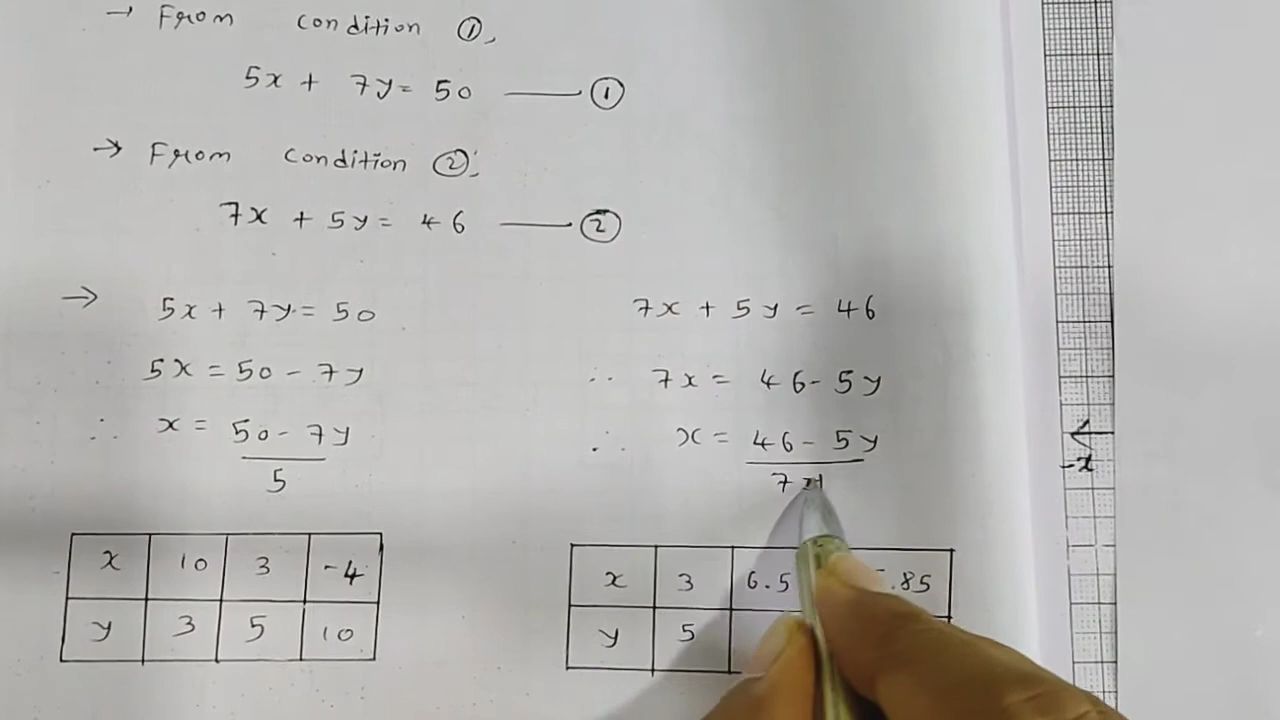 → From condition ①,
5x + 7y = 50 —— ①
→ From condition ②:
7x + 5y = 46 —— ②
→ 5x + 7y = 50
5x = 50 - 7y
∴ x = 50 - 7y
5
x 10 3 -4
y 3 5 10
7x + 5y = 46
∴ 7x = 46 - 5y
∴ x = 46 - 5y
7
x 3 6.5 .85
y 5
-x